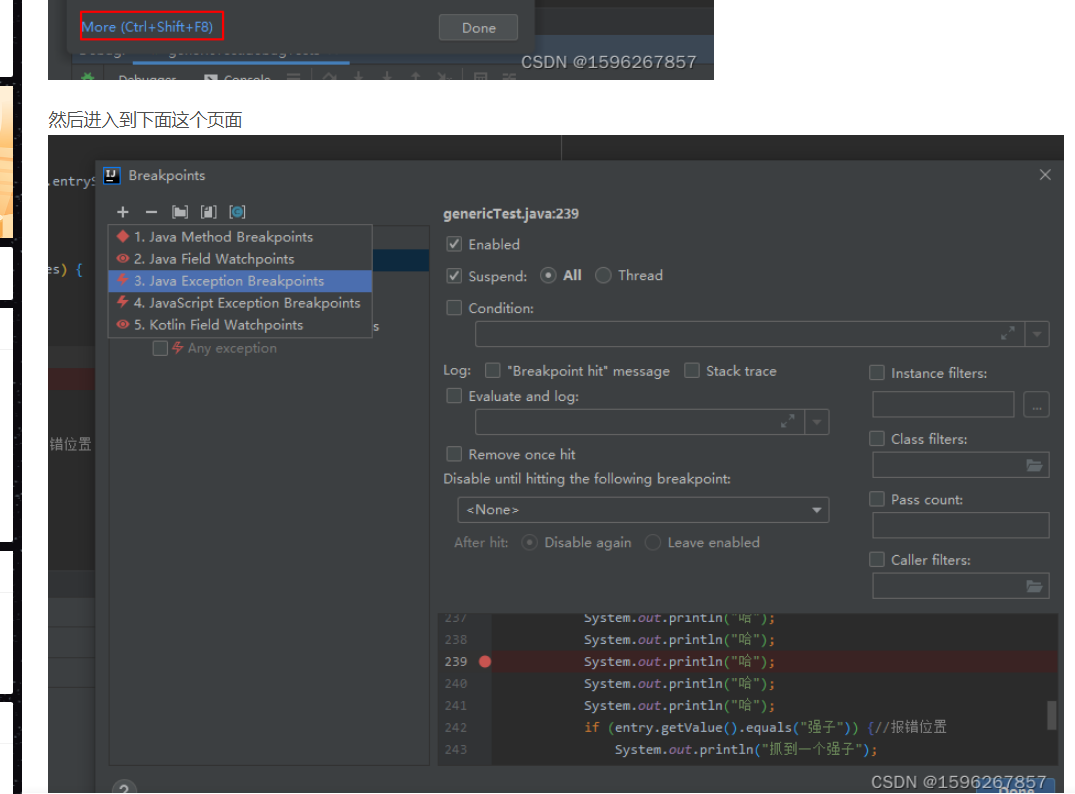 More (Ctrl+Shift+F8)
Done
CSDN @1596267857
Debugger
Console
然后进入到下面这个页面
Breakpoints
genericTest.java:239
1. Java Method Breakpoints
2. Java Field Watchpoints
3. Java Exception Breakpoints
4. JavaScript Exception Breakpoints
5. Kotlin Field Watchpoints
Any exception
Enabled
Suspend: All Thread
Condition:
Log: "Breakpoint hit" message Stack trace
Evaluate and log:
Remove once hit
Disable until hitting the following breakpoint:
<None>
After hit: Disable again Leave enabled
Instance filters:
...
Class filters:
Pass count:
Caller filters:
.entryS
es) {
错位置
237 System.out.println("哈");
238 System.out.println("哈");
239 System.out.println("哈");
240 System.out.println("哈");
241 System.out.println("哈");
242 if (entry.getValue().equals("强子")) {//报错位置
243 System.out.println("抓到一个强子");
?
CSDN @1596267857
Done